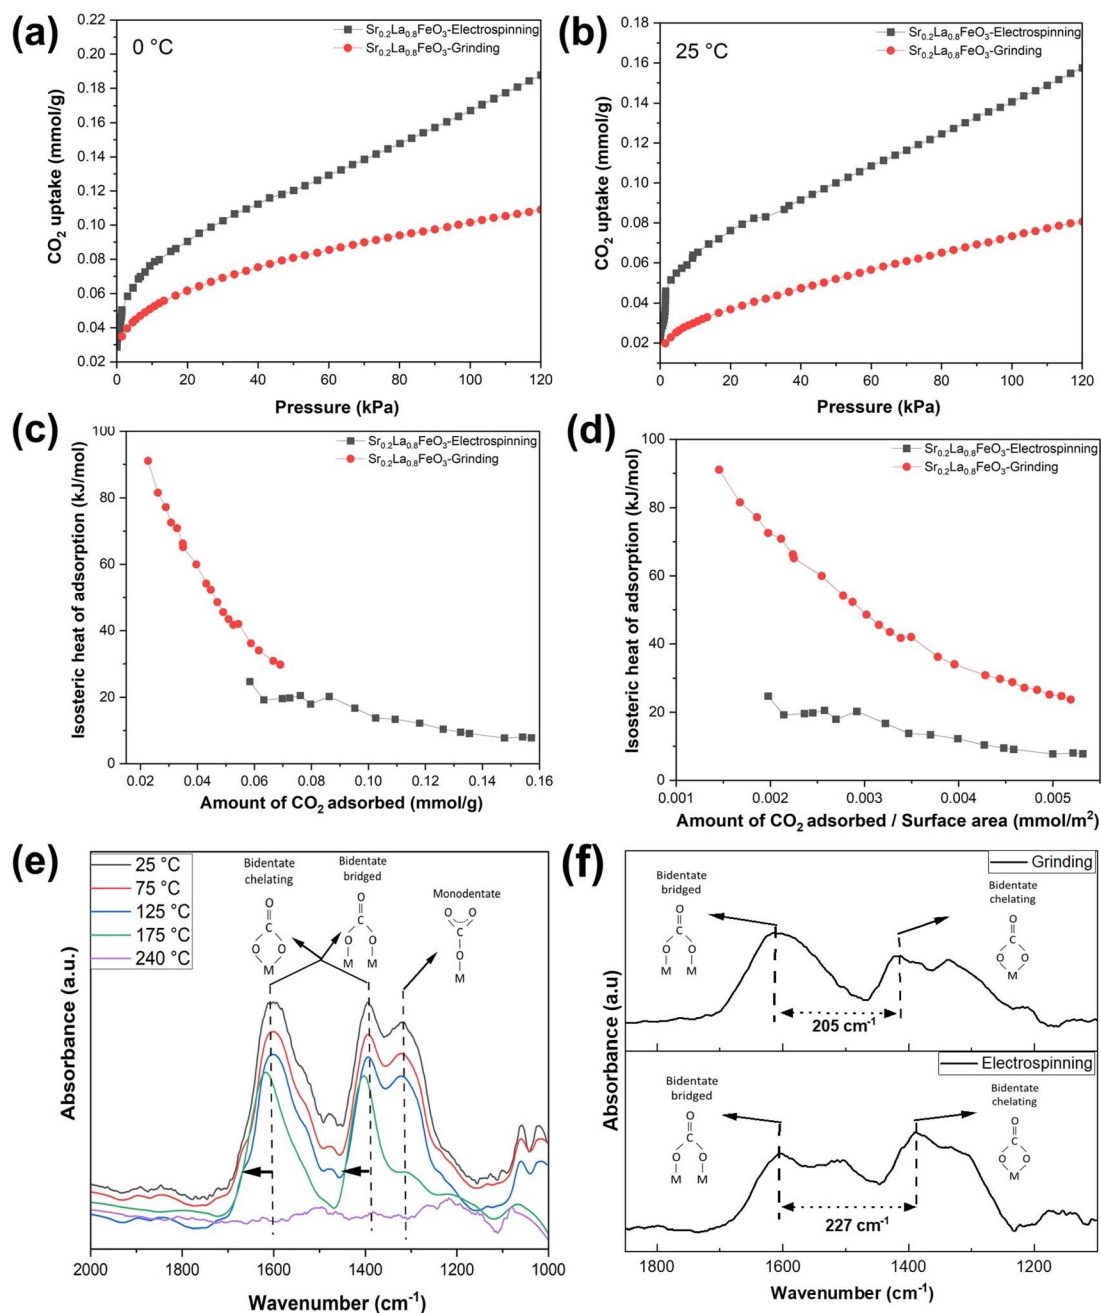 (a)
0 °C
Sr0.2La0.8FeO3-Electrospinning
Sr0.2La0.8FeO3-Grinding
CO2 uptake (mmol/g)
0.22
0.20
0.18
0.16
0.14
0.12
0.10
0.08
0.06
0.04
0.02
0 20 40 60 80 100 120
Pressure (kPa)
(b)
25 °C
Sr0.2La0.8FeO3-Electrospinning
Sr0.2La0.8FeO3-Grinding
CO2 uptake (mmol/g)
0.18
0.16
0.14
0.12
0.10
0.08
0.06
0.04
0.02
0 20 40 60 80 100 120
Pressure (kPa)
(c)
Sr0.2La0.8FeO3-Electrospinning
Sr0.2La0.8FeO3-Grinding
Isosteric heat of adsorption (kJ/mol)
100
80
60
40
20
0
0.02 0.04 0.06 0.08 0.10 0.12 0.14 0.16
Amount of CO2 adsorbed (mmol/g)
(d)
Sr0.2La0.8FeO3-Electrospinning
Sr0.2La0.8FeO3-Grinding
Isosteric heat of adsorption (kJ/mol)
100
80
60
40
20
0
0.001 0.002 0.003 0.004 0.005
Amount of CO2 adsorbed / Surface area (mmol/m2)
(e)
25 °C
75 °C
125 °C
175 °C
240 °C
Bidentate
chelating
O
C
O O
M
Bidentate
bridged
O
C
O O
M M
Monodentate
O O
C
O
M
Absorbance (a.u.)
2000 1800 1600 1400 1200 1000
Wavenumber (cm-1)
(f)
Grinding
Bidentate
bridged
O
C
O O
M M
Bidentate
chelating
O
C
O O
M
205 cm-1
Electrospinning
Bidentate
bridged
O
C
O O
M M
Bidentate
chelating
O
C
O O
M
227 cm-1
Absorbance (a.u)
1800 1600 1400 1200
Wavenumber (cm-1)